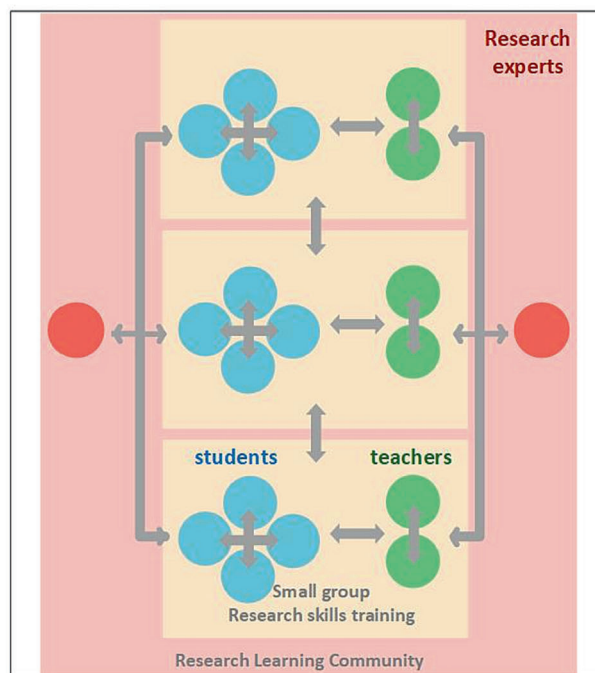 Research
experts
students
teachers
Small group
Research skills training
Research Learning Community